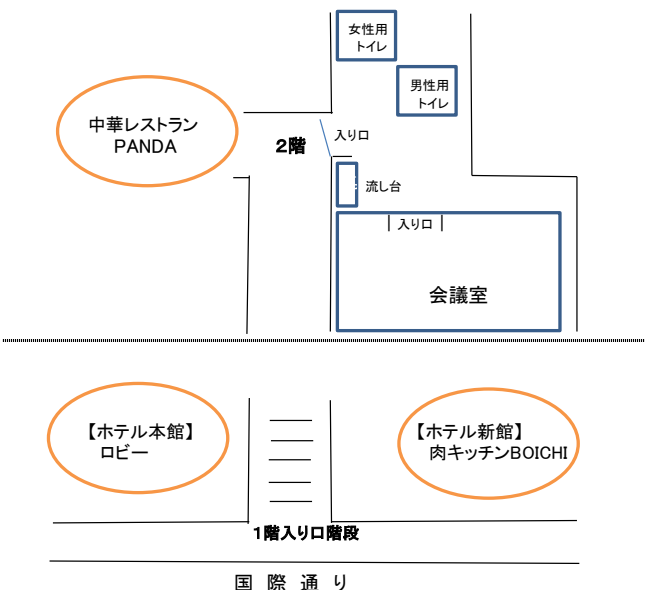 女性用
トイレ
男性用
トイレ
中華レストラン
PANDA
2階
入り口
流し台
入り口
会議室
【ホテル本館】
ロビー
【ホテル新館】
肉キッチンBOICHI
1階入り口階段
国 際 通 り